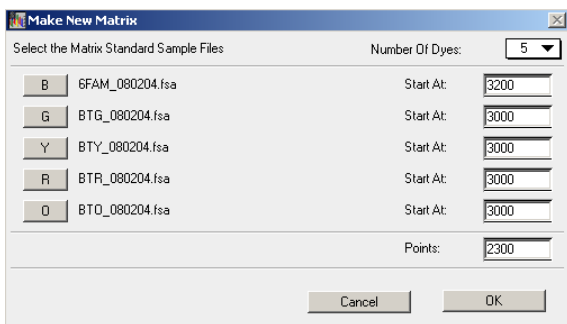 Make New Matrix
Select the Matrix Standard Sample Files Number Of Dyes: 5
B 6FAM_080204.fsa Start At: 3200
G BTG_080204.fsa Start At: 3000
Y BTY_080204.fsa Start At: 3000
R BTR_080204.fsa Start At: 3000
O BTO_080204.fsa Start At: 3000
Points: 2300
Cancel OK